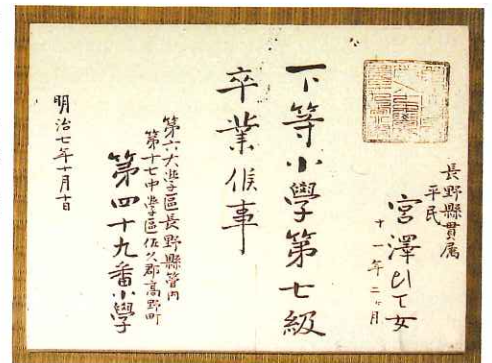 長野縣貫属
平民
宮澤 女
十一年二ヶ月
下等小學第七級
卒業候事
第六大學區長野縣管内
第十七中學區佐久郡高野町
第四十九番小學
明治七年十月